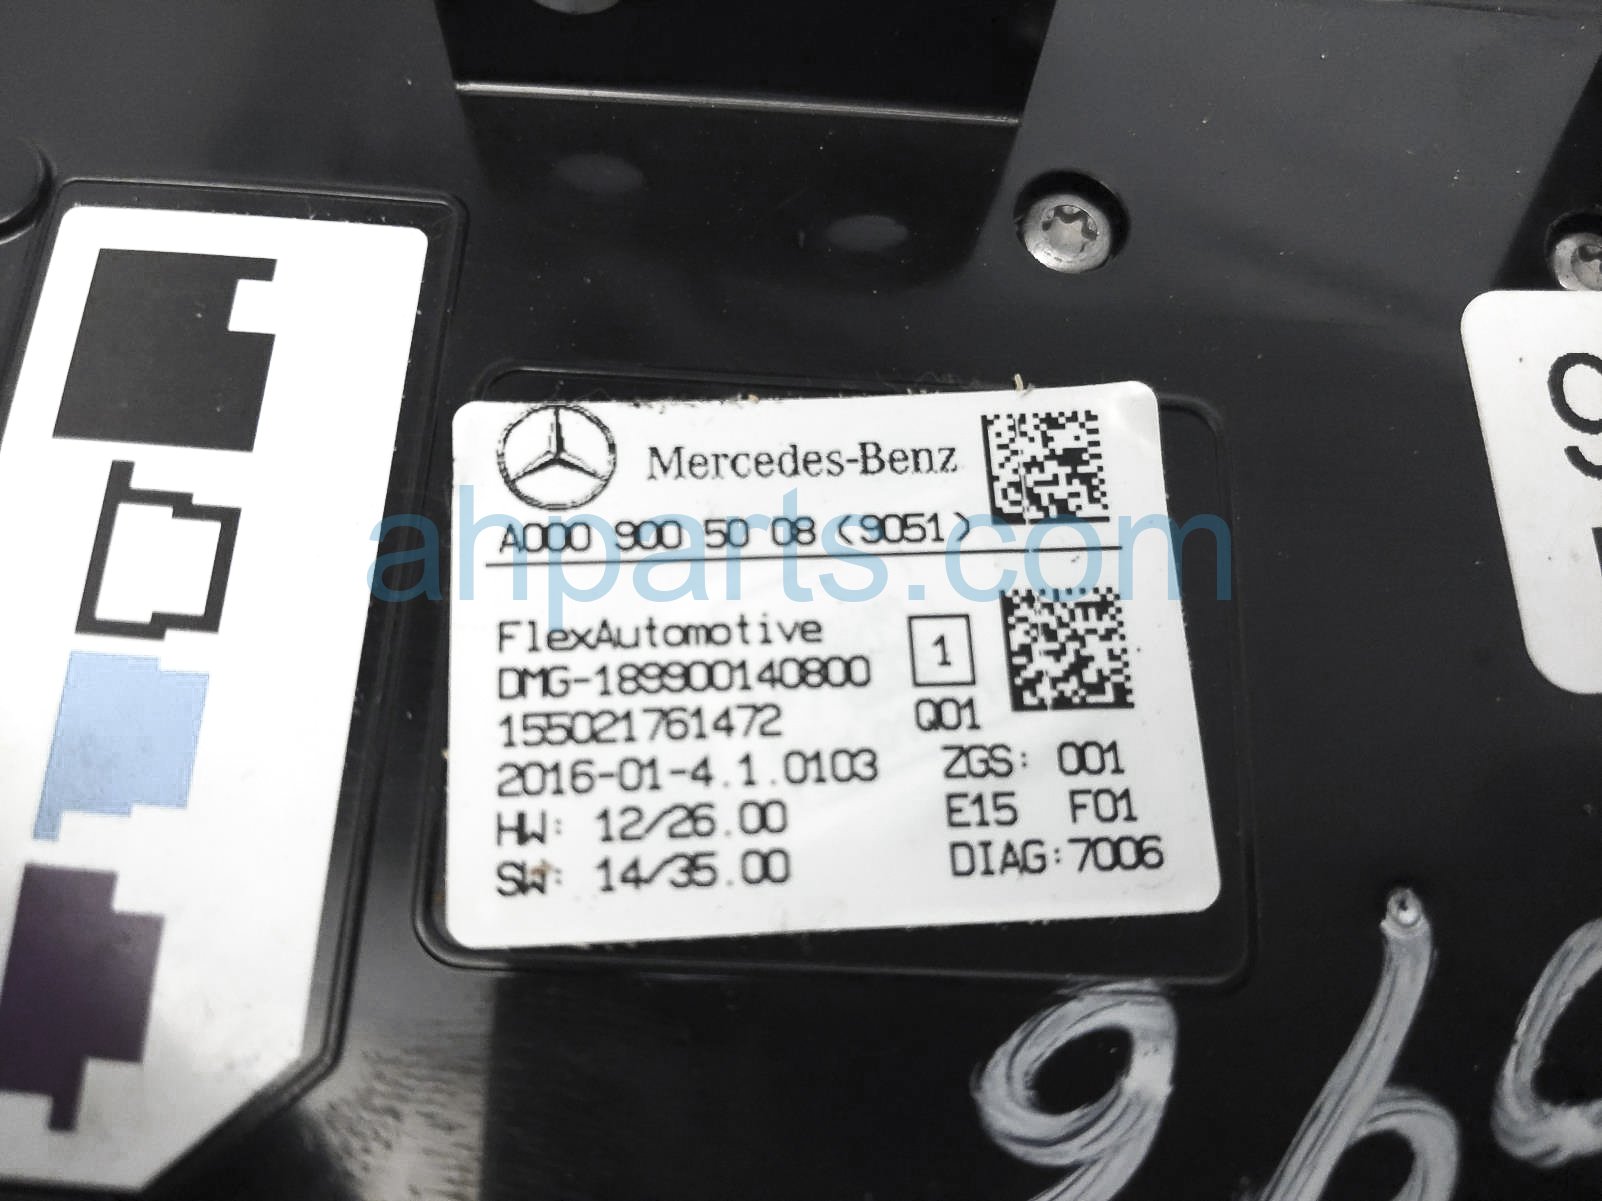 Mercedes-Benz
A000 900 50 08 (9051)
ahparts.com
FlexAutomotive
DMG-189900140800
1
155021761472
Q01
2016-01-4.1.0103
ZGS: 001
HW: 12/26.00
E15 F01
SW: 14/35.00
DIAG:7006